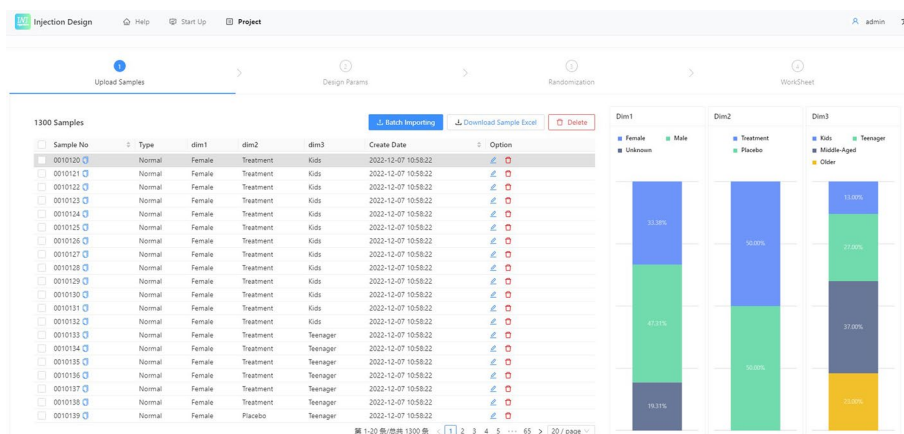 Injection Design Help Start Up Project admin
1 2 3 4
Upload Samples Design Params Randomization WorkSheet
1300 Samples Batch Importing Download Sample Excel Delete
Sample No Type dim1 dim2 dim3 Create Date Option
0010120 Normal Female Treatment Kids 2022-12-07 10:58:22
0010121 Normal Female Treatment Kids 2022-12-07 10:58:22
0010122 Normal Female Treatment Kids 2022-12-07 10:58:22
0010123 Normal Female Treatment Kids 2022-12-07 10:58:22
0010124 Normal Female Treatment Kids 2022-12-07 10:58:22
0010125 Normal Female Treatment Kids 2022-12-07 10:58:22
0010126 Normal Female Treatment Kids 2022-12-07 10:58:22
0010127 Normal Female Treatment Kids 2022-12-07 10:58:22
0010128 Normal Female Treatment Kids 2022-12-07 10:58:22
0010129 Normal Female Treatment Kids 2022-12-07 10:58:22
0010130 Normal Female Treatment Kids 2022-12-07 10:58:22
0010131 Normal Female Treatment Kids 2022-12-07 10:58:22
0010132 Normal Female Treatment Kids 2022-12-07 10:58:22
0010133 Normal Female Treatment Teenager 2022-12-07 10:58:22
0010134 Normal Female Treatment Teenager 2022-12-07 10:58:22
0010135 Normal Female Treatment Teenager 2022-12-07 10:58:22
0010136 Normal Female Treatment Teenager 2022-12-07 10:58:22
0010137 Normal Female Treatment Teenager 2022-12-07 10:58:22
0010138 Normal Female Treatment Teenager 2022-12-07 10:58:22
0010139 Normal Female Placebo Teenager 2022-12-07 10:58:22
第 1-20 条/总共 1300 条 < 1 2 3 4 5 ··· 65 > 20 / page
Dim1
Female Male
Unknown
33.38%
47.31%
19.31%
Dim2
Treatment
Placebo
50.00%
50.00%
Dim3
Kids Teenager
Middle-Aged
Older
13.00%
27.00%
37.00%
23.00%